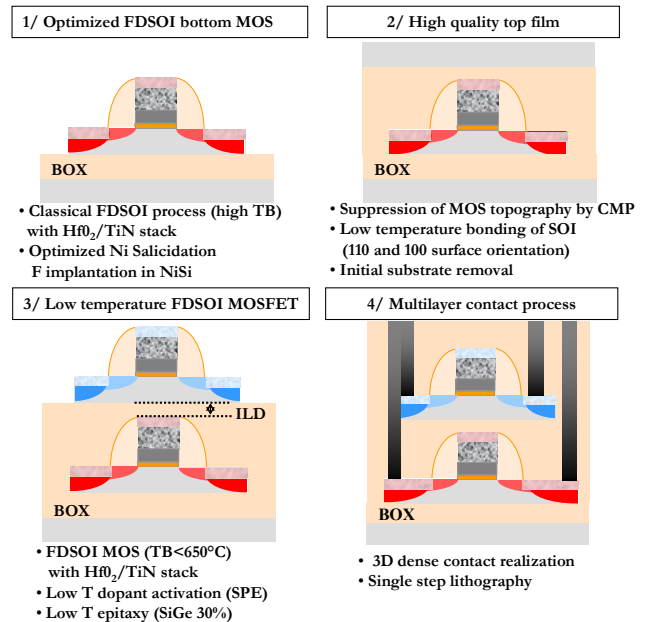 1/ Optimized FDSOI bottom MOS
BOX
• Classical FDSOI process (high TB)
with Hf0₂/TiN stack
• Optimized Ni Salicidation
F implantation in NiSi
2/ High quality top film
BOX
• Suppression of MOS topography by CMP
• Low temperature bonding of SOI
(110 and 100 surface orientation)
• Initial substrate removal
3/ Low temperature FDSOI MOSFET
ILD
BOX
• FDSOI MOS (TB<650°C)
with Hf0₂/TiN stack
• Low T dopant activation (SPE)
• Low T epitaxy (SiGe 30%)
4/ Multilayer contact process
BOX
• 3D dense contact realization
• Single step lithography